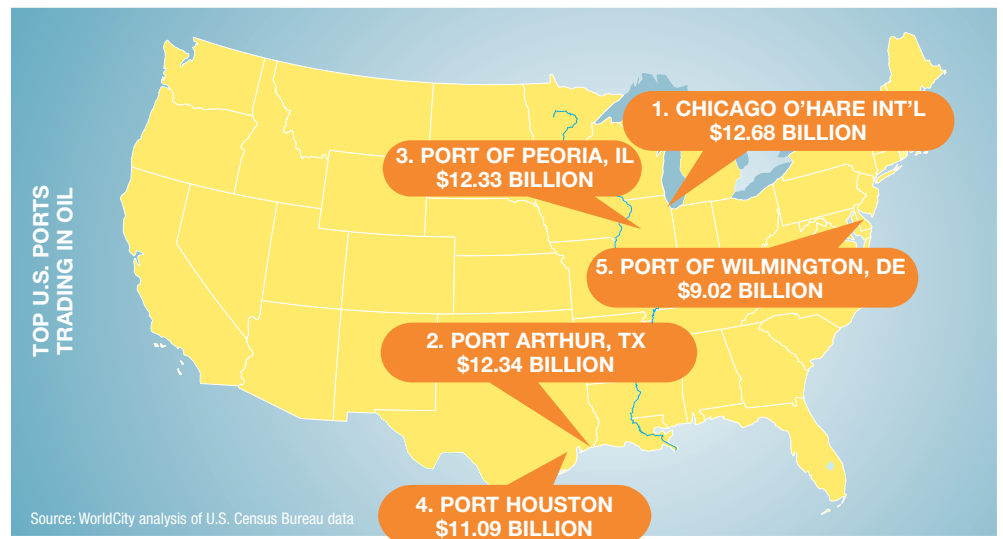 TOP U.S. PORTS
TRADING IN OIL
1. CHICAGO O'HARE INT'L
$12.68 BILLION
3. PORT OF PEORIA, IL
$12.33 BILLION
5. PORT OF WILMINGTON, DE
$9.02 BILLION
2. PORT ARTHUR, TX
$12.34 BILLION
4. PORT HOUSTON
$11.09 BILLION
Source: WorldCity analysis of U.S. Census Bureau data